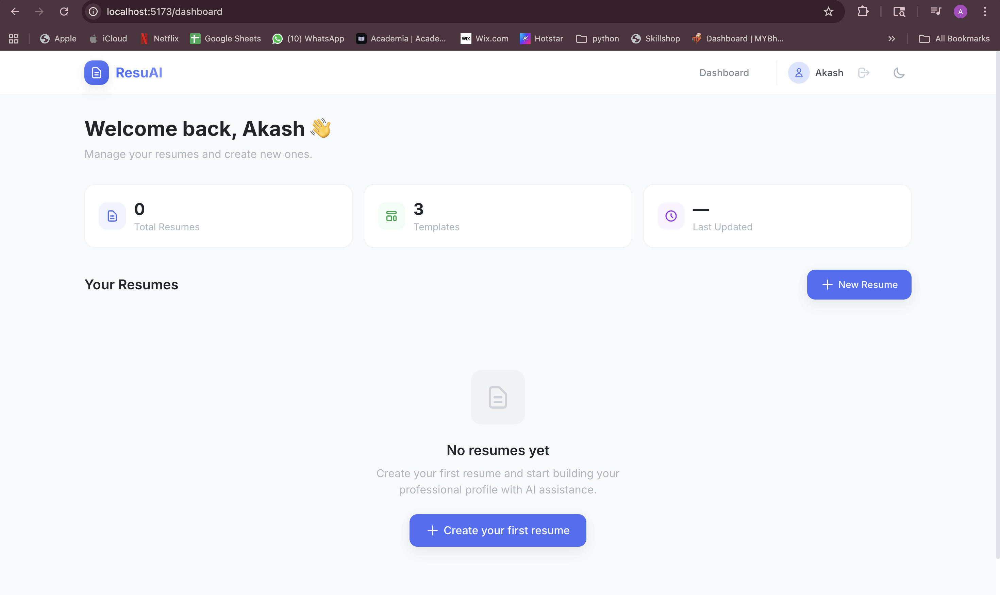 localhost:5173/dashboard
A
Apple
iCloud
Netflix
Google Sheets
(10) WhatsApp
Academia | Acade...
WIX
Wix.com
Hotstar
python
Skillshop
Dashboard | MYBh...
All Bookmarks
ResuAI
Dashboard
Akash
Welcome back, Akash 👋
Manage your resumes and create new ones.
0
Total Resumes
3
Templates
—
Last Updated
Your Resumes
New Resume
No resumes yet
Create your first resume and start building your
professional profile with AI assistance.
Create your first resume